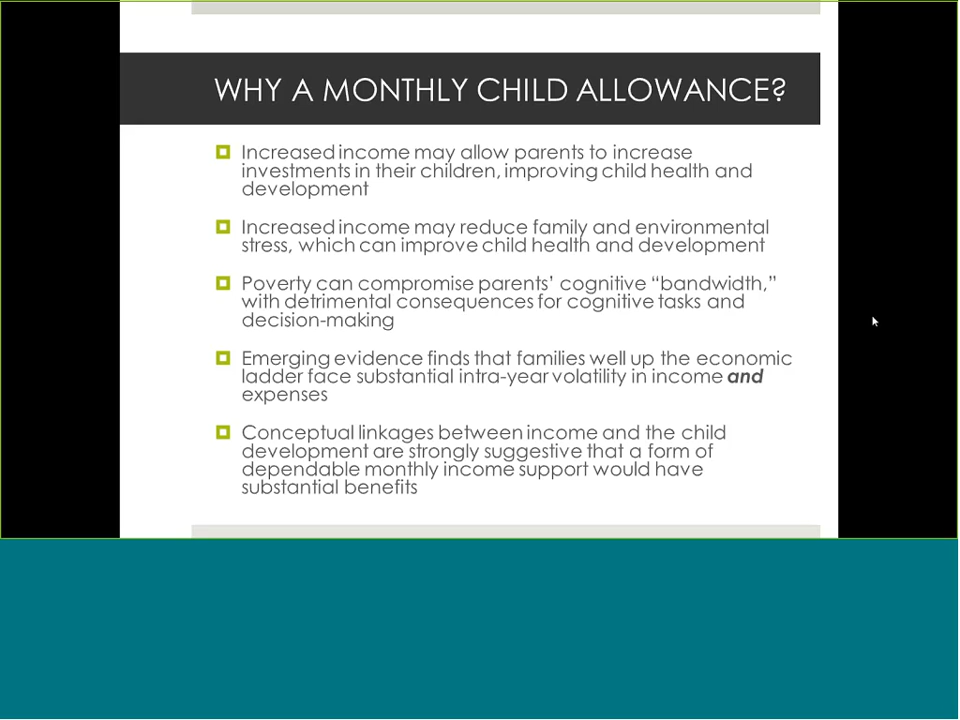 WHY A MONTHLY CHILD ALLOWANCE?
Increased income may allow parents to increase
investments in their children, improving child health and
development
Increased income may reduce family and environmental
stress, which can improve child health and development
Poverty can compromise parents’ cognitive “bandwidth,”
with detrimental consequences for cognitive tasks and
decision-making
Emerging evidence finds that families well up the economic
ladder face substantial intra-year volatility in income and
expenses
Conceptual linkages between income and the child
development are strongly suggestive that a form of
dependable monthly income support would have
substantial benefits